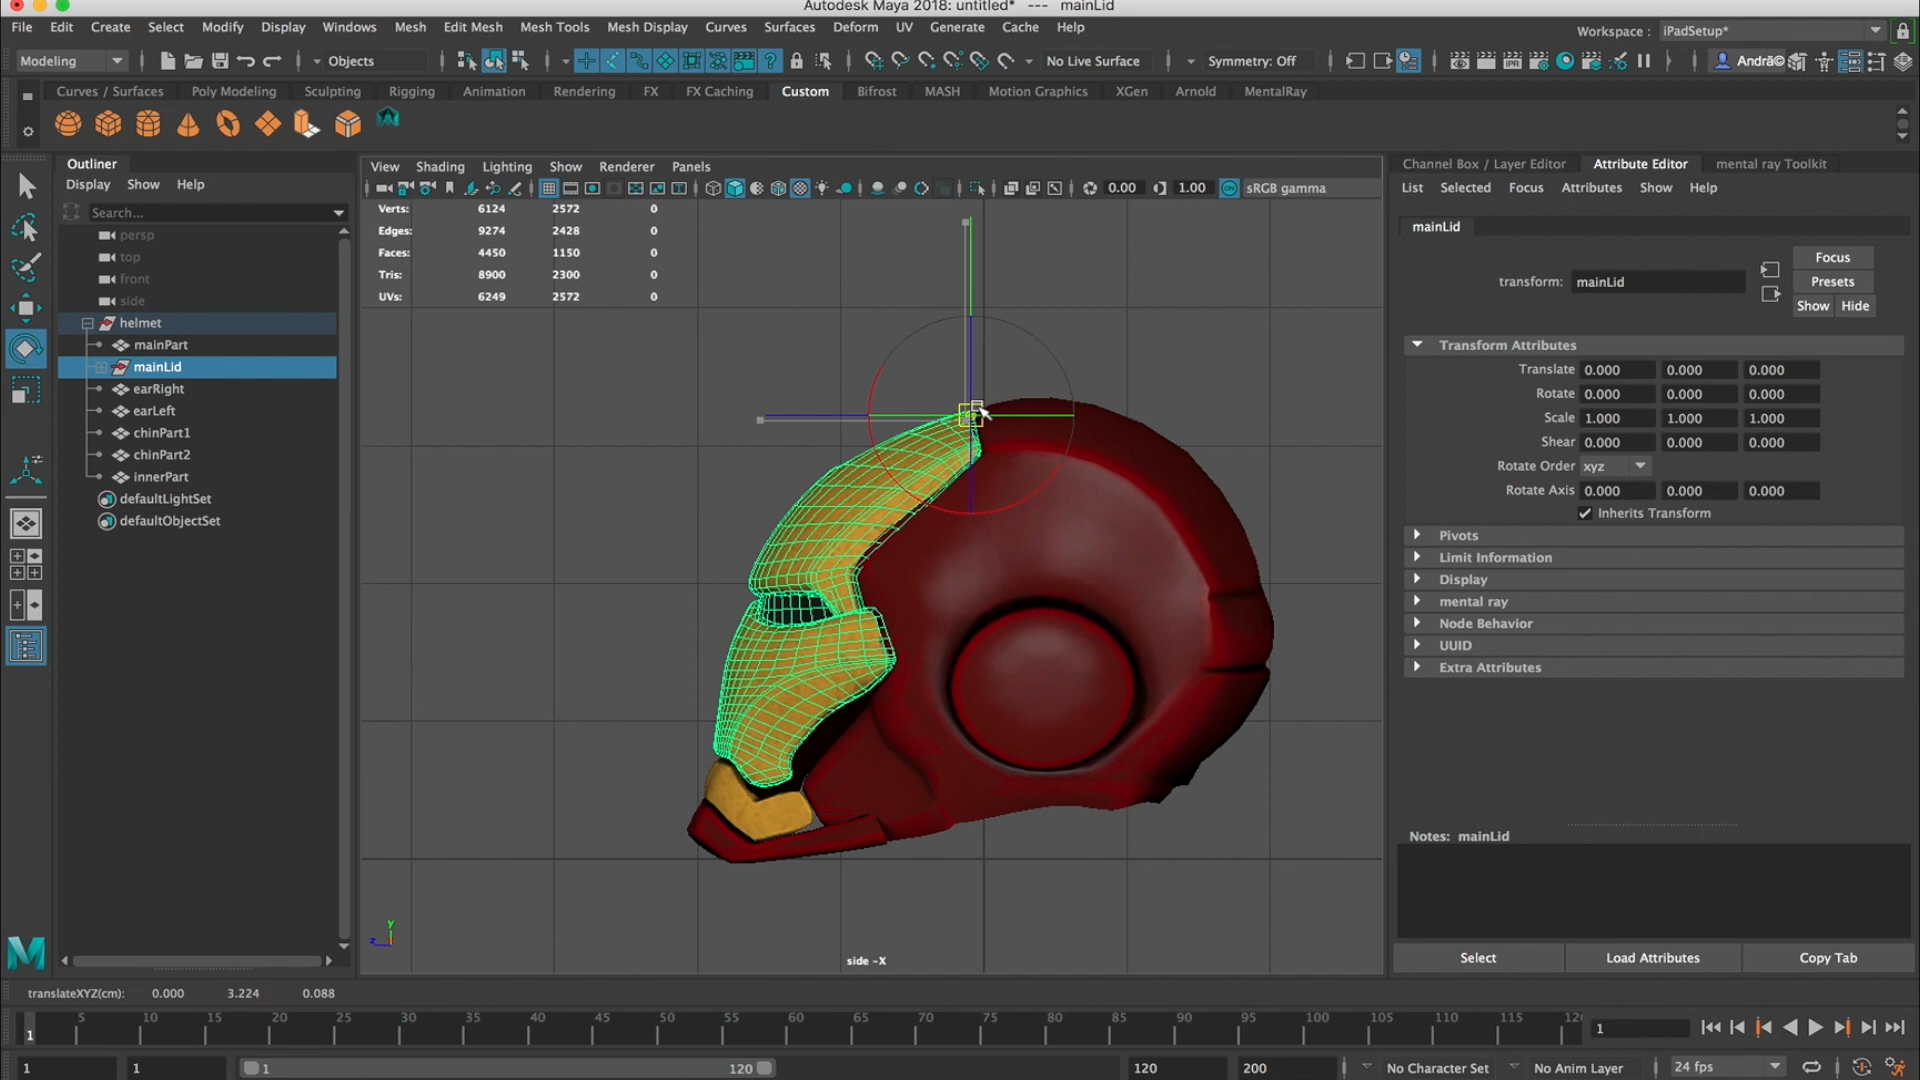 Autodesk Maya 2018: untitled* --- mainLid
File Edit Create Select Modify Display Windows Mesh Edit Mesh Mesh Tools Mesh Display Curves Surfaces Deform UV Generate Cache Help Workspace : iPadSetup*
Modeling Objects No Live Surface Symmetry: Off IPR Andrã©
Curves / Surfaces Poly Modeling Sculpting Rigging Animation Rendering FX FX Caching Custom Bifrost MASH Motion Graphics XGen Arnold MentalRay
Outliner
Display Show Help
Search...
persp
top
front
side
helmet
mainPart
mainLid
earRight
earLeft
chinPart1
chinPart2
innerPart
defaultLightSet
defaultObjectSet
View Shading Lighting Show Renderer Panels
0.00 1.00 sRGB gamma
Verts: 6124 2572 0
Edges: 9274 2428 0
Faces: 4450 1150 0
Tris: 8900 2300 0
UVs: 6249 2572 0
y
z
side -X
Channel Box / Layer Editor Attribute Editor mental ray Toolkit
List Selected Focus Attributes Show Help
mainLid
transform: mainLid
Focus
Presets
Show Hide
Transform Attributes
Translate 0.000 0.000 0.000
Rotate 0.000 0.000 0.000
Scale 1.000 1.000 1.000
Shear 0.000 0.000 0.000
Rotate Order xyz
Rotate Axis 0.000 0.000 0.000
Inherits Transform
Pivots
Limit Information
Display
mental ray
Node Behavior
UUID
Extra Attributes
Notes: mainLid
Select Load Attributes Copy Tab
translateXYZ(cm): 0.000 3.224 0.088
1 5 10 15 20 25 30 35 40 45 50 55 60 65 70 75 80 85 90 95 100 105 110 115 12 1
1 1 1 120 120 200 No Character Set No Anim Layer 24 fps